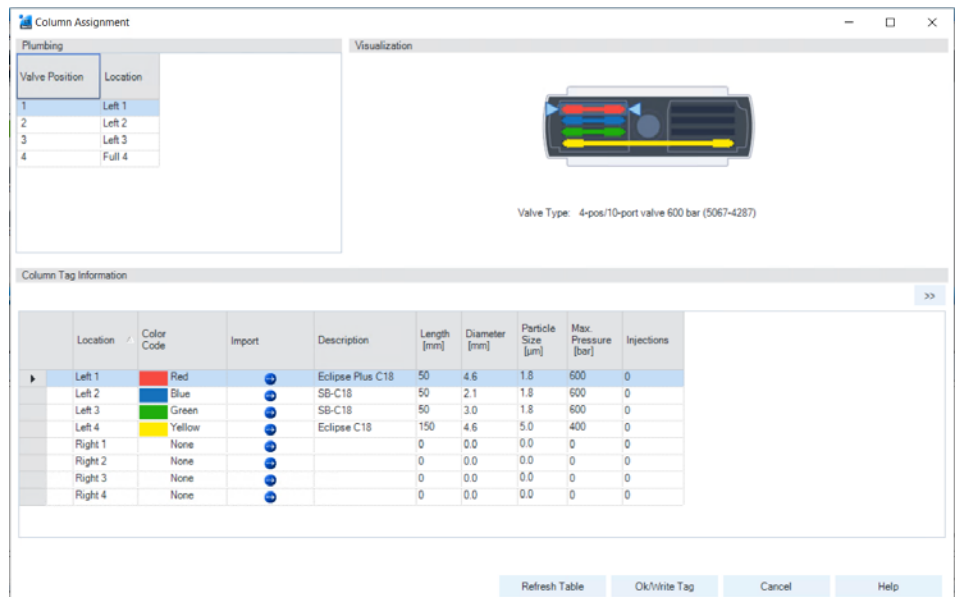 Column Assignment
Plumbing
Visualization
Valve Position Location
1 Left 1
2 Left 2
3 Left 3
4 Full 4
Valve Type: 4-pos/10-port valve 600 bar (5067-4287)
Column Tag Information
>>
Location Color Code Import Description Length [mm] Diameter [mm] Particle Size [µm] Max. Pressure [bar] Injections
Left 1 Red Eclipse Plus C18 50 4.6 1.8 600 0
Left 2 Blue SB-C18 50 2.1 1.8 600 0
Left 3 Green SB-C18 50 3.0 1.8 600 0
Left 4 Yellow Eclipse C18 150 4.6 5.0 400 0
Right 1 None 0 0.0 0.0 0 0
Right 2 None 0 0.0 0.0 0 0
Right 3 None 0 0.0 0.0 0 0
Right 4 None 0 0.0 0.0 0 0
Refresh Table Ok/Write Tag Cancel Help